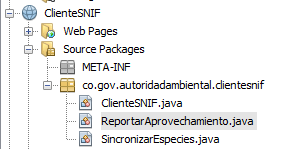 ClienteSNIF
Web Pages
Source Packages
META-INF
co.gov.autoridadambiental.clientesnif
ClienteSNIF.java
ReportarAprovechamiento.java
SincronizarEspecies.java